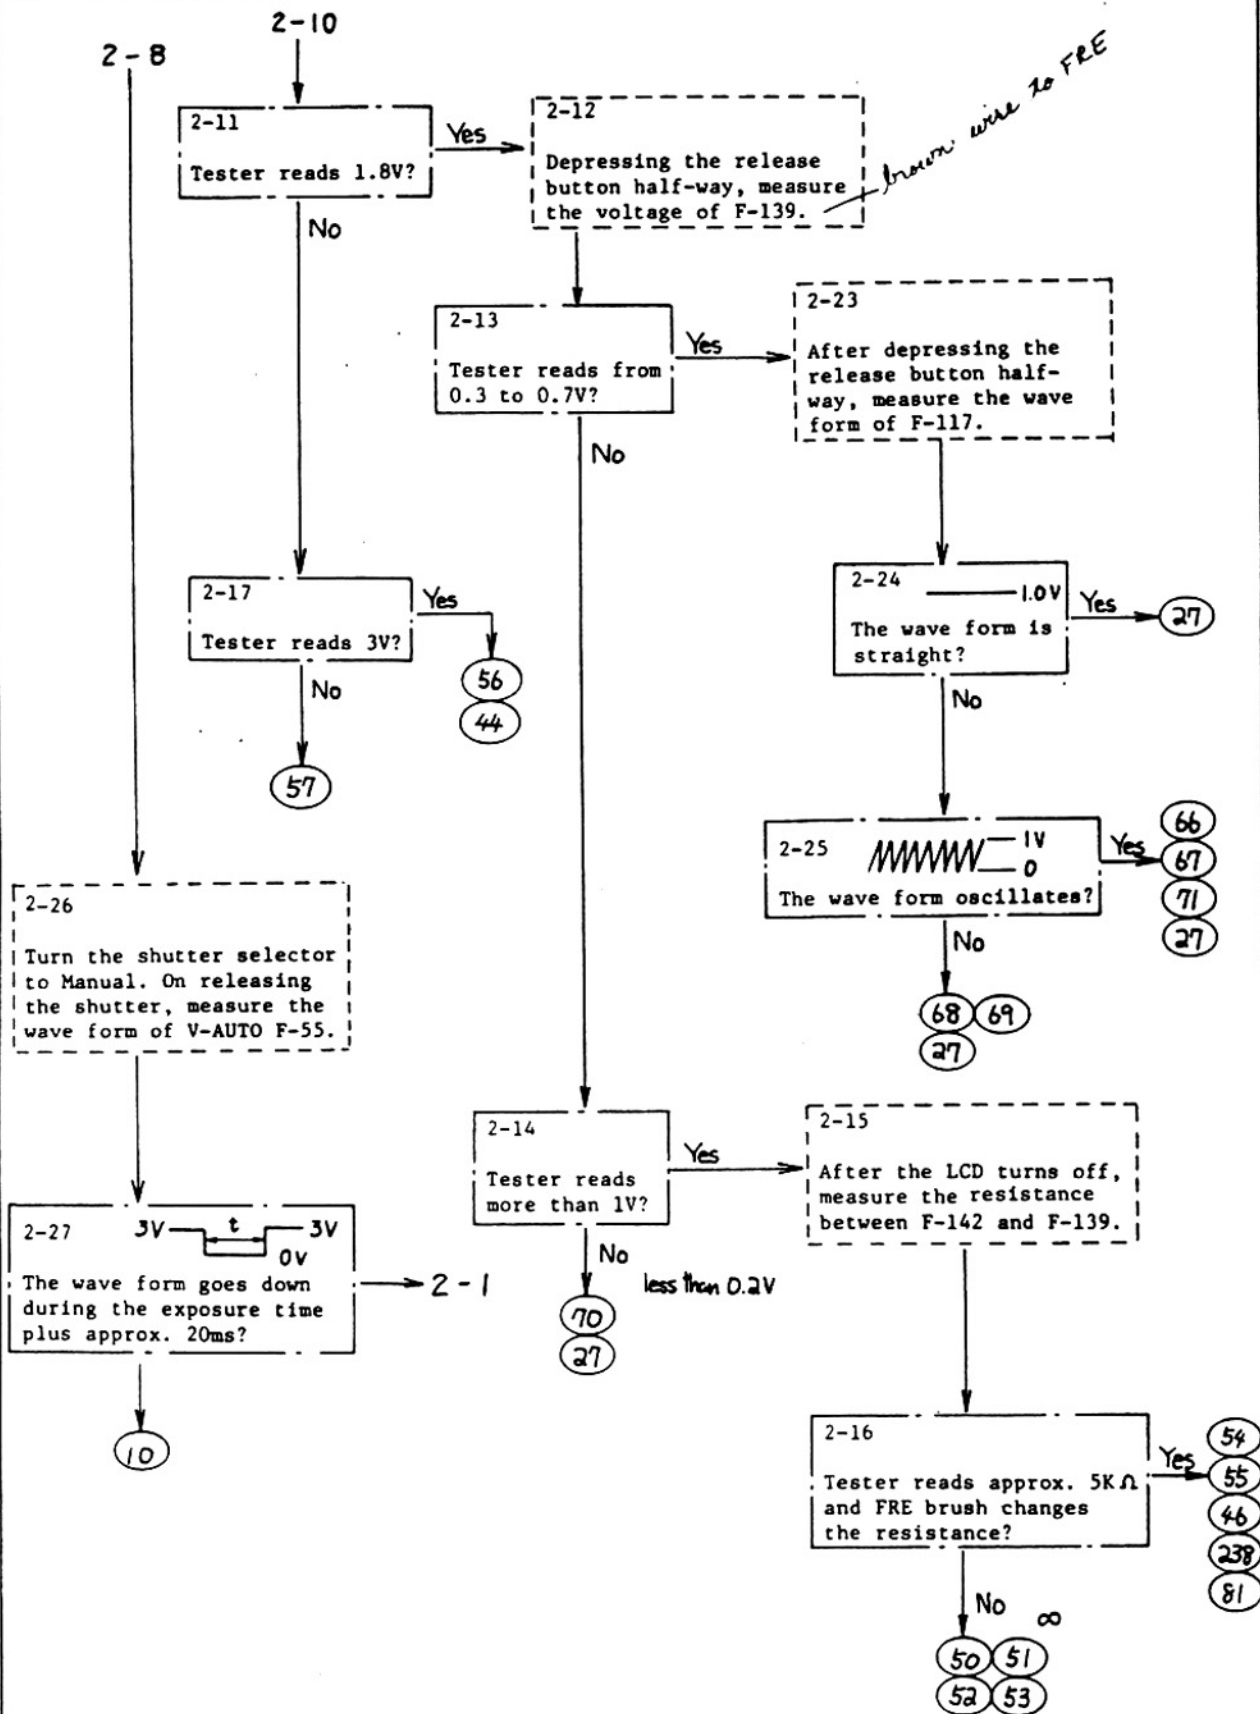 2-10
2-8
2-11
Tester reads 1.8V?
Yes
No
2-12
Depressing the release
button half-way, measure
the voltage of F-139.
brown wire to FRE
2-13
Tester reads from
0.3 to 0.7V?
Yes
No
2-23
After depressing the
release button half-
way, measure the wave
form of F-117.
2-24
1.0V
The wave form is
straight?
Yes
27
No
2-17
Tester reads 3V?
Yes
56
44
No
57
2-25
1V
0
The wave form oscillates?
Yes
66
67
71
27
No
68 69
27
2-26
Turn the shutter selector
to Manual. On releasing
the shutter, measure the
wave form of V-AUTO F-55.
2-27
3V t 3V
0V
The wave form goes down
during the exposure time
plus approx. 20ms?
2-1
10
2-14
Tester reads
more than 1V?
Yes
No
less than 0.2V
70
27
2-15
After the LCD turns off,
measure the resistance
between F-142 and F-139.
2-16
Tester reads approx. 5KΩ
and FRE brush changes
the resistance?
Yes
54
55
46
238
81
No
∞
50 51
52 53